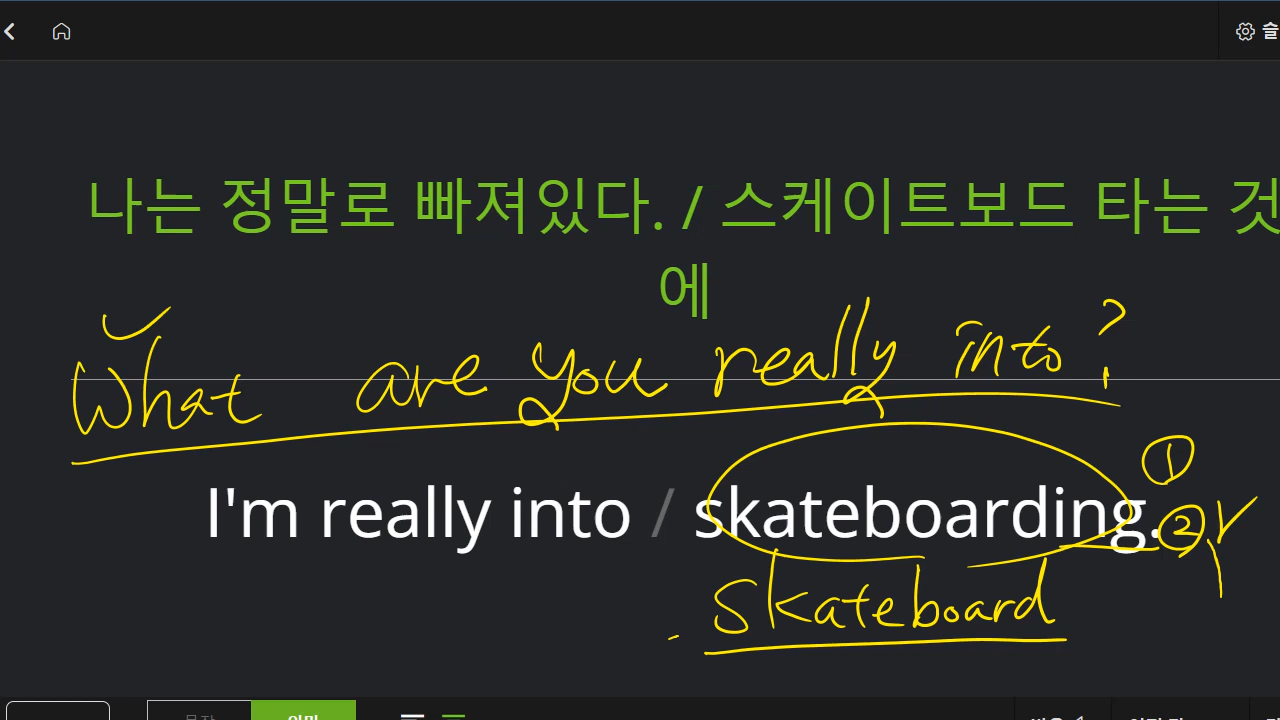 슬
나는 정말로 빠져있다. / 스케이트보드 타는 것
에
What are you really into?
①
I'm really into / skateboarding.
②
skateboard